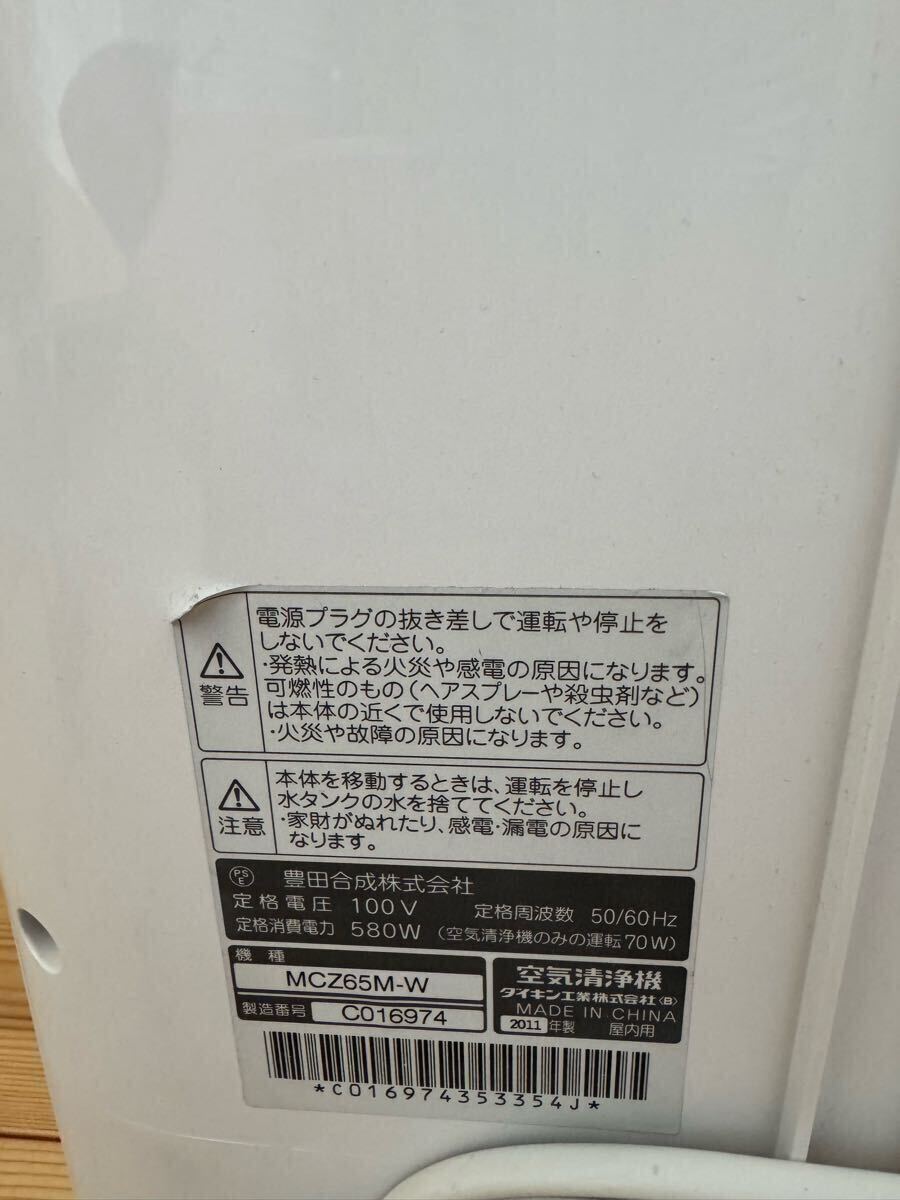 警告
電源プラグの抜き差しで運転や停止を
しないでください。
・発熱による火災や感電の原因になります。
可燃性のもの(ヘアスプレーや殺虫剤など)
は本体の近くで使用しないでください。
・火災や故障の原因になります。
注意
本体を移動するときは、運転を停止し
水タンクの水を捨ててください。
・家財がぬれたり、感電・漏電の原因に
なります。
PSE 豊田合成株式会社
定格電圧 100V 定格周波数 50/60Hz
定格消費電力 580W (空気清浄機のみの運転70W)
機種
MCZ65M-W
製造番号 C016974
空気清浄機
ダイキン工業株式会社〈B〉
MADE IN CHINA
2011年製 屋内用
*C016974353354J*